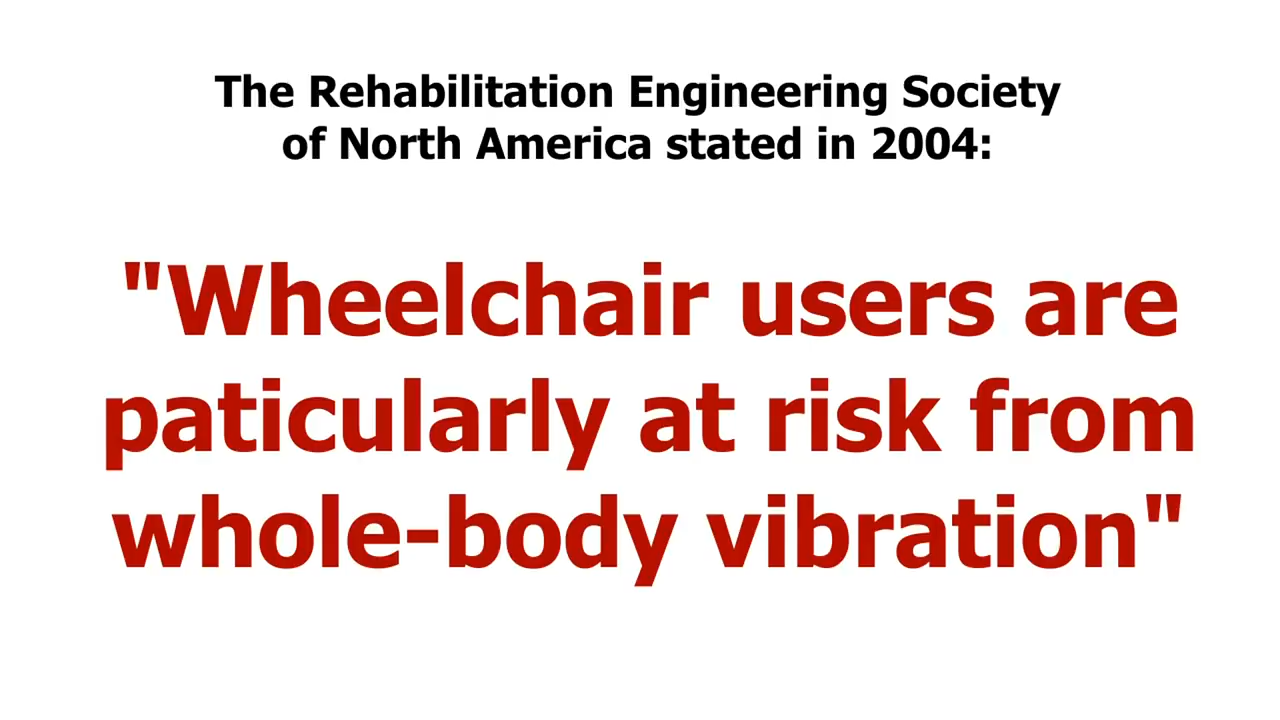 The Rehabilitation Engineering Society
of North America stated in 2004:
"Wheelchair users are
paticularly at risk from
whole-body vibration"